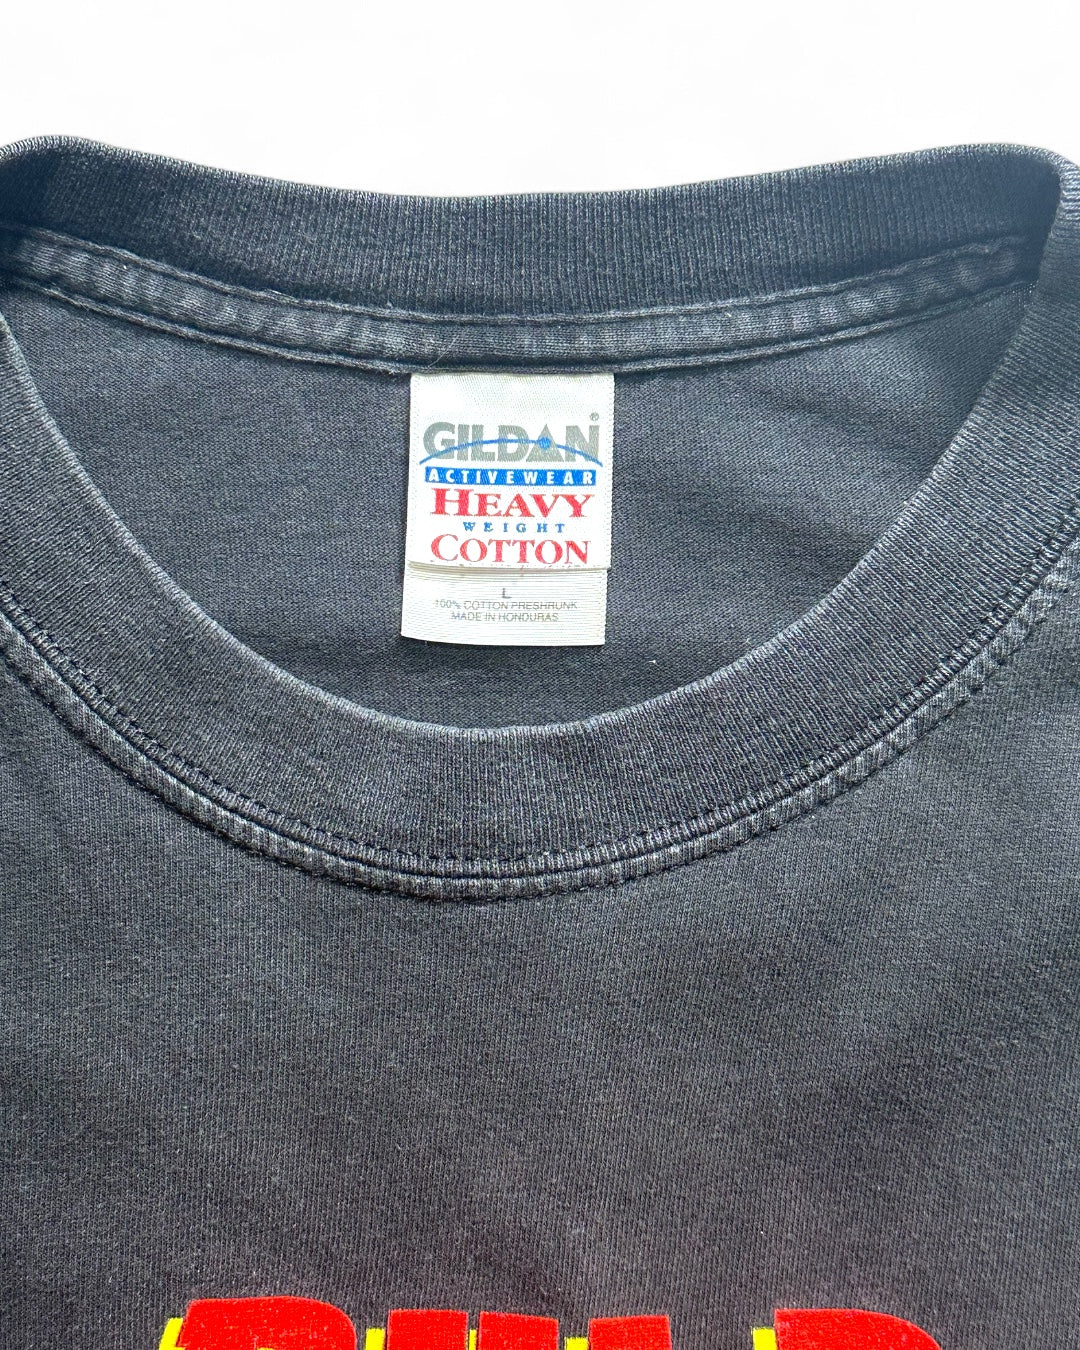 GILDAN®
ACTIVEWEAR
HEAVY
WEIGHT
COTTON
L
100% COTTON PRESHRUNK
MADE IN HONDURAS